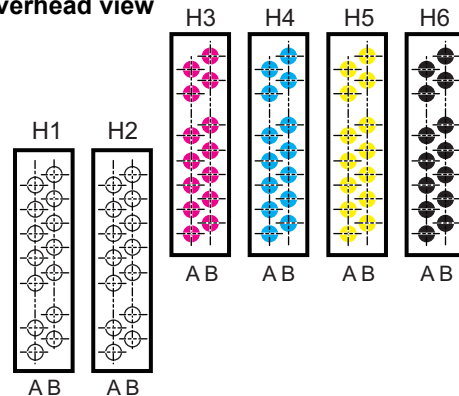 verhead view
H3 H4 H5 H6
H1 H2
A B A B A B A B
A B A B